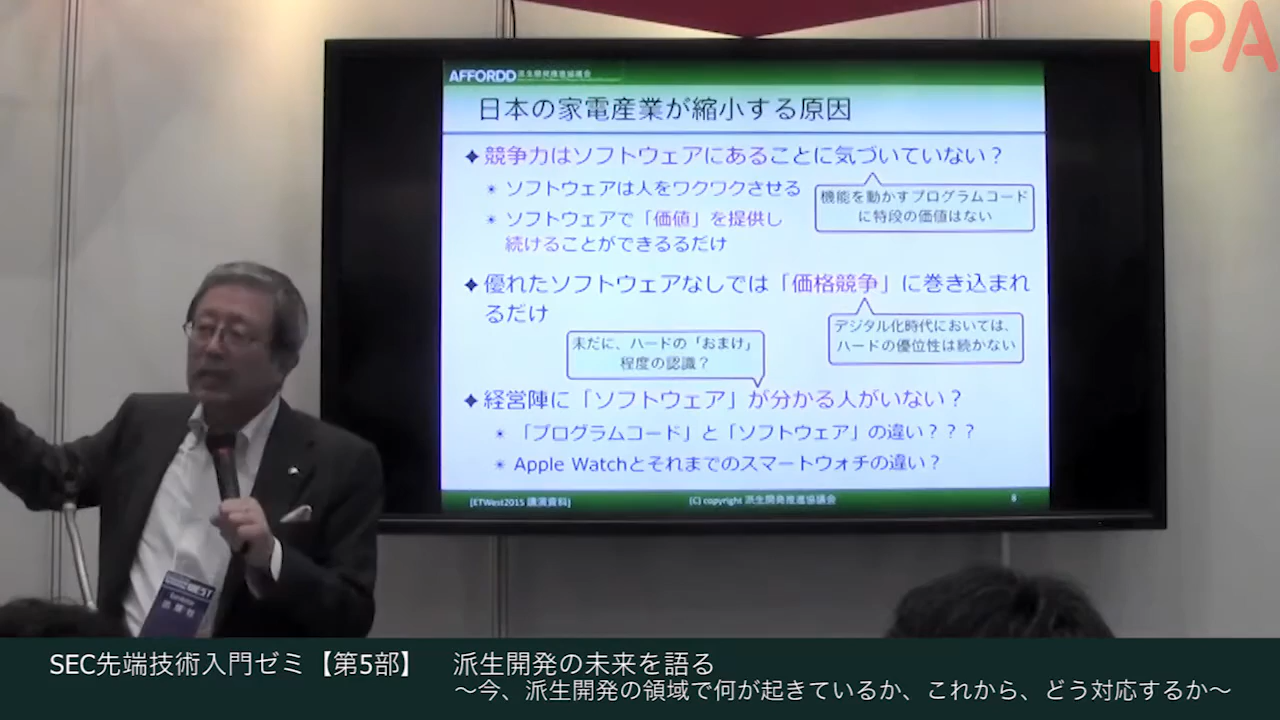 IPA
AFFORDD 派生開発推進協議会
日本の家電産業が縮小する原因
競争力はソフトウェアにあることに気づいていない？
ソフトウェアは人をワクワクさせる
機能を動かすプログラムコード
に特段の価値はない
ソフトウェアで「価値」を提供し
続けることができるるだけ
優れたソフトウェアなしでは「価格競争」に巻き込まれ
るだけ
デジタル化時代においては、
ハードの優位性は続かない
未だに、ハードの「おまけ」
程度の認識？
経営陣に「ソフトウェア」が分かる人がいない？
「プログラムコード」と「ソフトウェア」の違い？？？
Apple Watchとそれまでのスマートウォチの違い？
[ETWest2015 講演資料]
(C) copyright 派生開発推進協議会
8
WEST
SEC先端技術入門ゼミ【第5部】 派生開発の未来を語る
～今、派生開発の領域で何が起きているか、これから、どう対応するか～